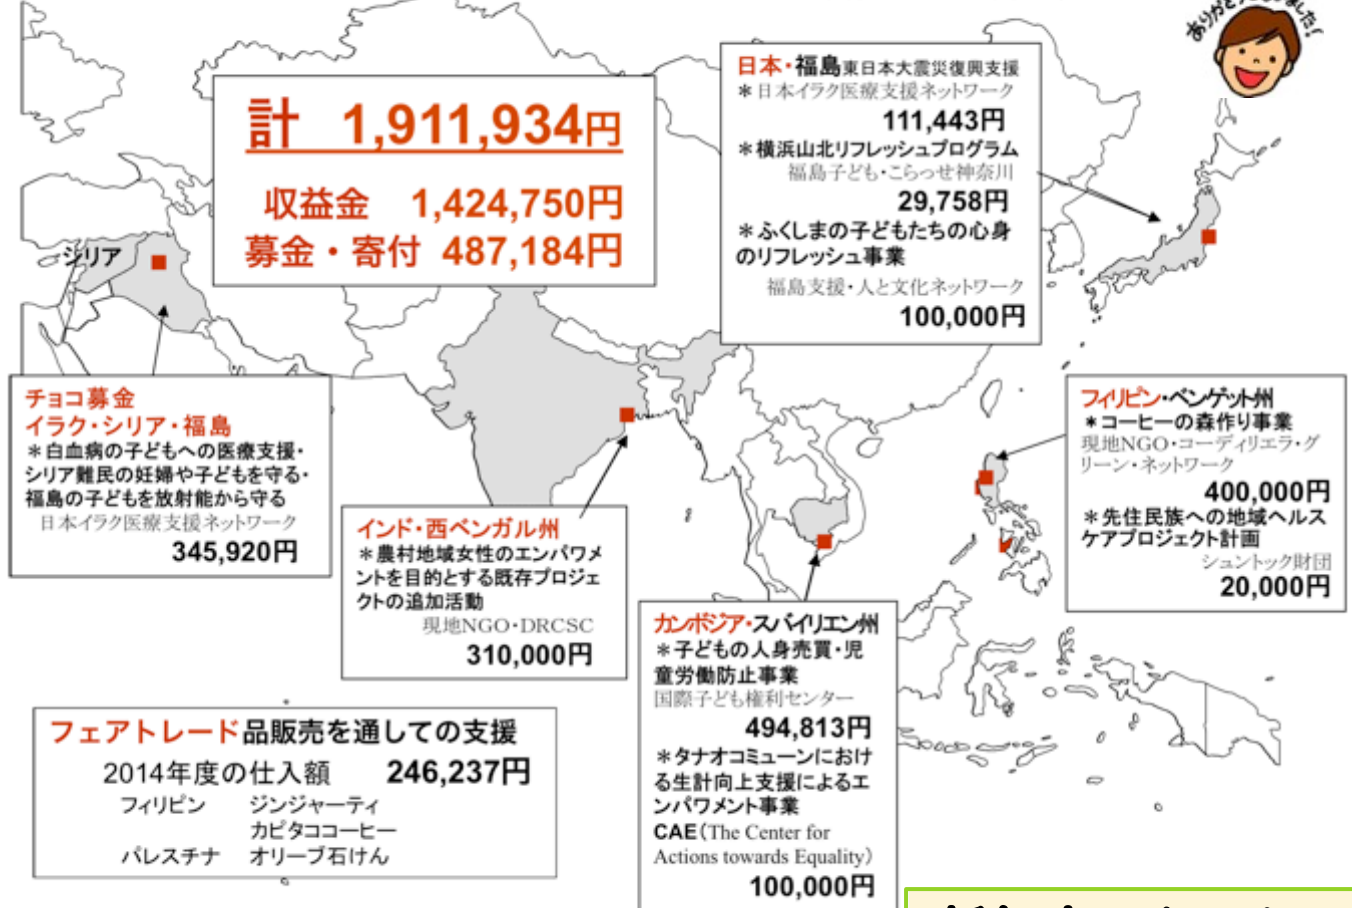 ありがとうございました!
計 1,911,934円
収益金 1,424,750円
募金・寄付 487,184円
日本・福島東日本大震災復興支援
＊日本イラク医療支援ネットワーク
111,443円
＊横浜山北リフレッシュプログラム
福島子ども・こらっせ神奈川
29,758円
＊ふくしまの子どもたちの心身
のリフレッシュ事業
福島支援・人と文化ネットワーク
100,000円
シリア
チョコ募金
イラク・シリア・福島
＊白血病の子どもへの医療支援・
シリア難民の妊婦や子どもを守る・
福島の子どもを放射能から守る
日本イラク医療支援ネットワーク
345,920円
インド・西ベンガル州
＊農村地域女性のエンパワメ
ントを目的とする既存プロジェ
クトの追加活動
現地NGO・DRCSC
310,000円
カンボジア・スバイリエン州
＊子どもの人身売買・児
童労働防止事業
国際子ども権利センター
494,813円
＊タナオコミューンにおけ
る生計向上支援によるエ
ンパワメント事業
CAE(The Center for
Actions towards Equality)
100,000円
フィリピン・ベンゲット州
＊コーヒーの森作り事業
現地NGO・コーディリエラ・グ
リーン・ネットワーク
400,000円
＊先住民族への地域ヘルス
ケアプロジェクト計画
シュントック財団
20,000円
フェアトレード品販売を通しての支援
2014年度の仕入額 246,237円
フィリピン ジンジャーティ
カピタココーヒー
パレスチナ オリーブ石けん